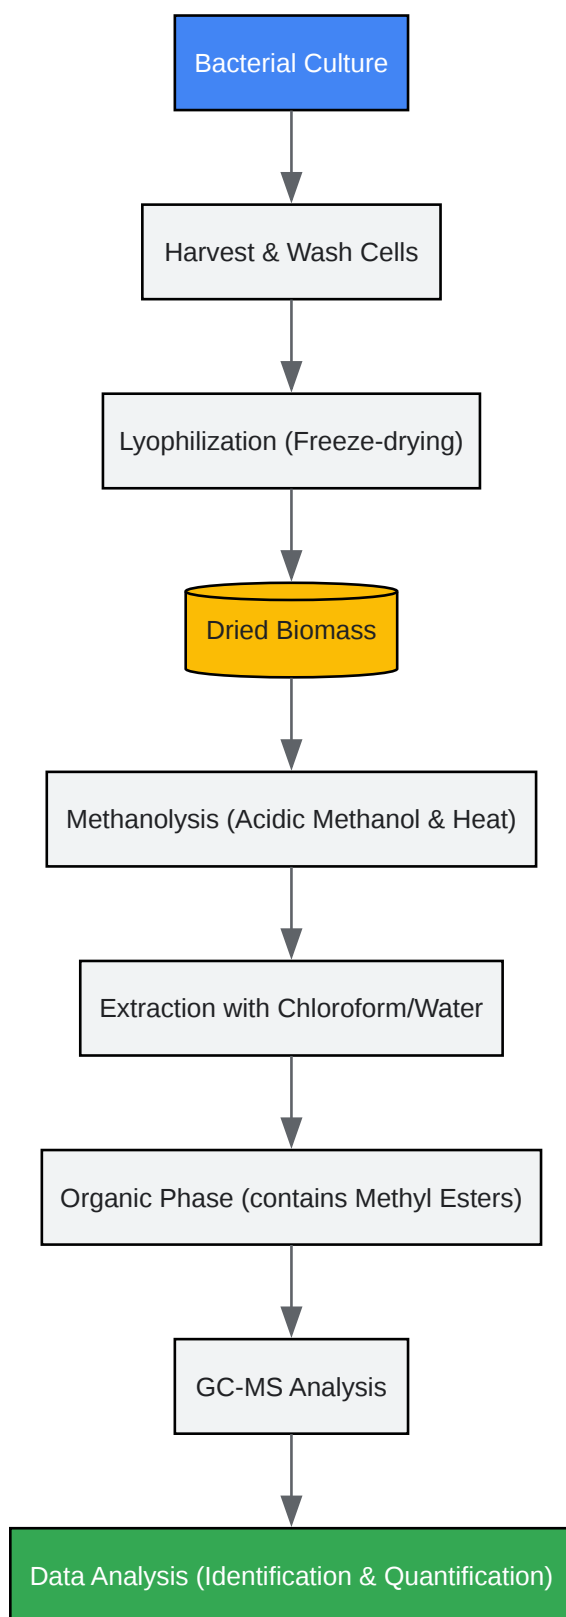 Bacterial Culture
Harvest & Wash Cells
Lyophilization (Freeze-drying)
Dried Biomass
Methanolysis (Acidic Methanol & Heat)
Extraction with Chloroform/Water
Organic Phase (contains Methyl Esters)
GC-MS Analysis
Data Analysis (Identification & Quantification)